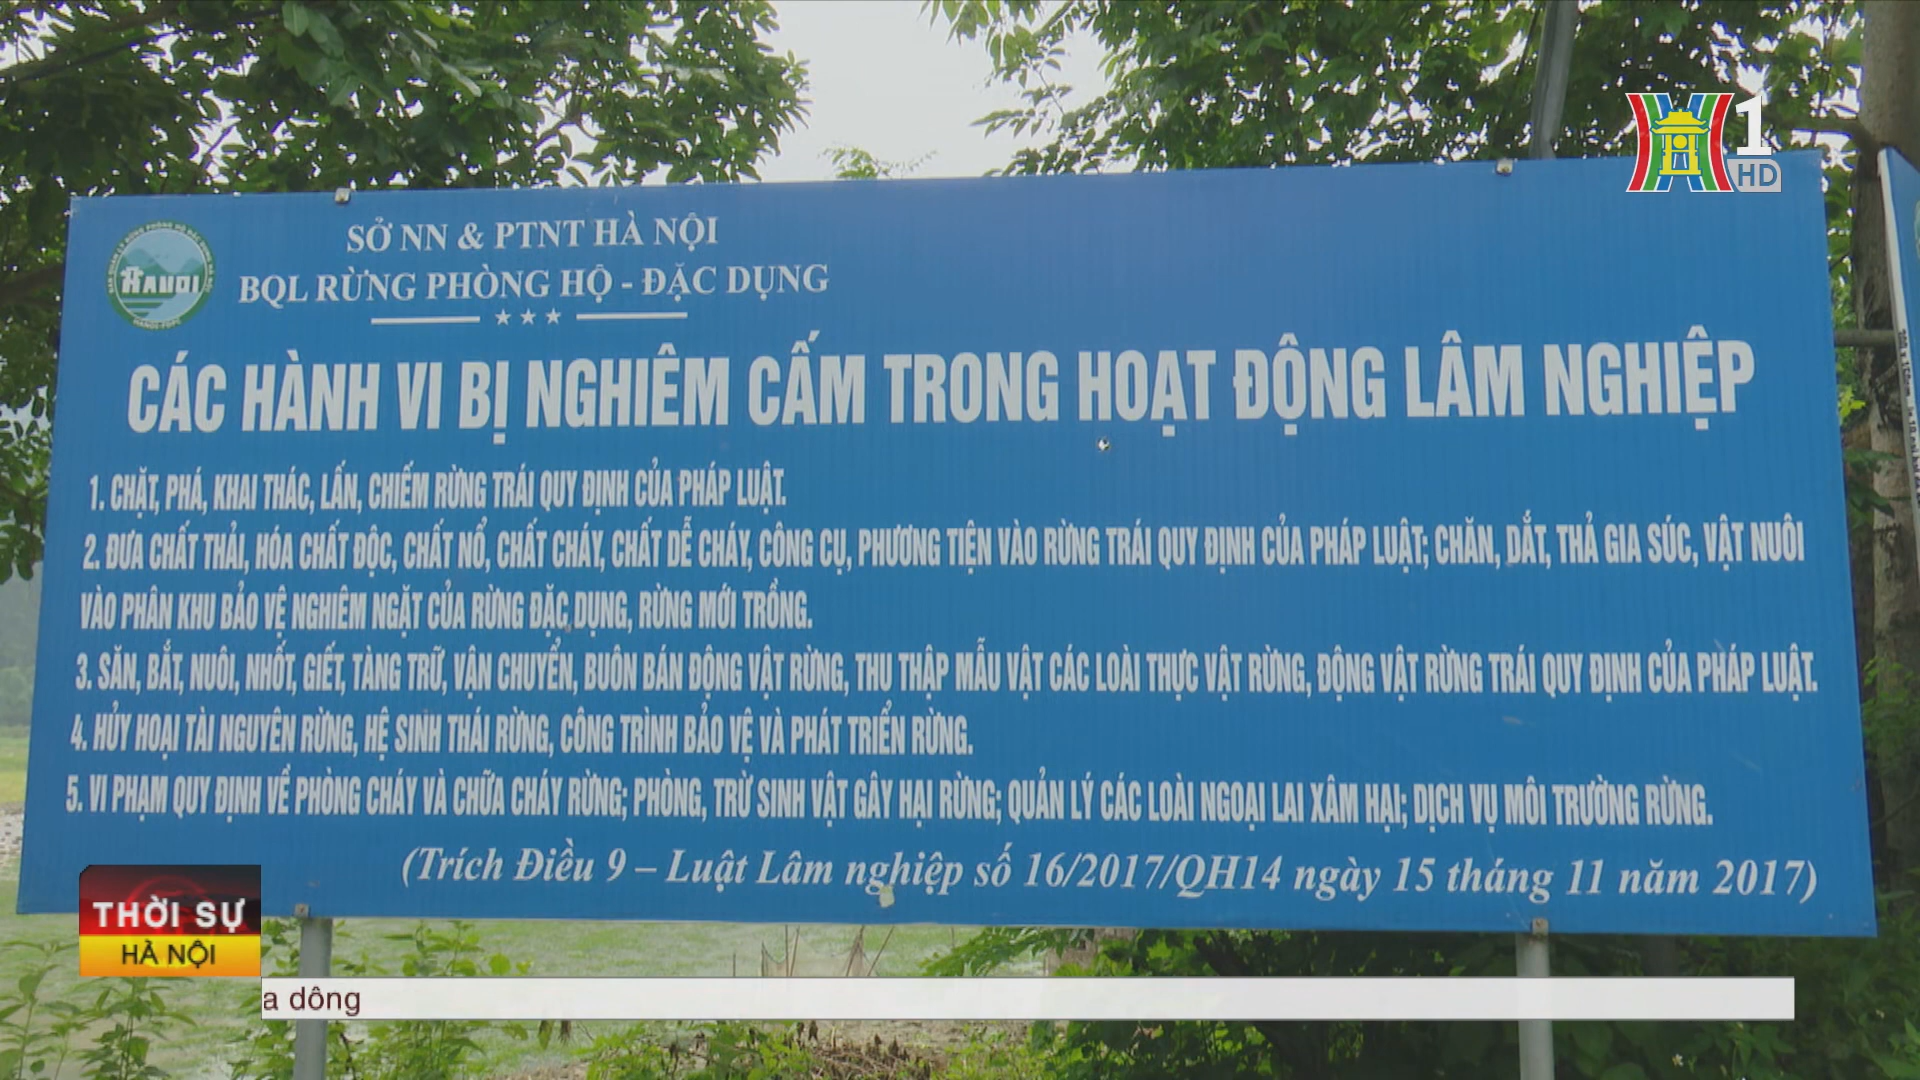 1
HD
SỞ NN & PTNT HÀ NỘI
BQL RỪNG PHÒNG HỘ - ĐẶC DỤNG
HANOI
CÁC HÀNH VI BỊ NGHIÊM CẤM TRONG HOẠT ĐỘNG LÂM NGHIỆP
1. CHẶT, PHÁ, KHAI THÁC, LẤN, CHIẾM RỪNG TRÁI QUY ĐỊNH CỦA PHÁP LUẬT.
2. ĐƯA CHẤT THẢI, HÓA CHẤT ĐỘC, CHẤT NỔ, CHẤT CHÁY, CHẤT DỄ CHÁY, CÔNG CỤ, PHƯƠNG TIỆN VÀO RỪNG TRÁI QUY ĐỊNH CỦA PHÁP LUẬT; CHĂN, DẮT, THẢ GIA SÚC, VẬT NUÔI
VÀO PHÂN KHU BẢO VỆ NGHIÊM NGẶT CỦA RỪNG ĐẶC DỤNG, RỪNG MỚI TRỒNG.
3. SĂN, BẮT, NUÔI, NHỐT, GIẾT, TÀNG TRỮ, VẬN CHUYỂN, BUÔN BÁN ĐỘNG VẬT RỪNG, THU THẬP MẪU VẬT CÁC LOÀI THỰC VẬT RỪNG, ĐỘNG VẬT RỪNG TRÁI QUY ĐỊNH CỦA PHÁP LUẬT.
4. HỦY HOẠI TÀI NGUYÊN RỪNG, HỆ SINH THÁI RỪNG, CÔNG TRÌNH BẢO VỆ VÀ PHÁT TRIỂN RỪNG.
5. VI PHẠM QUY ĐỊNH VỀ PHÒNG CHÁY VÀ CHỮA CHÁY RỪNG; PHÒNG, TRỪ SINH VẬT GÂY HẠI RỪNG; QUẢN LÝ CÁC LOÀI NGOẠI LAI XÂM HẠI; DỊCH VỤ MÔI TRƯỜNG RỪNG.
(Trích Điều 9 – Luật Lâm nghiệp số 16/2017/QH14 ngày 15 tháng 11 năm 2017)
THỜI SỰ
HÀ NỘI
a dông